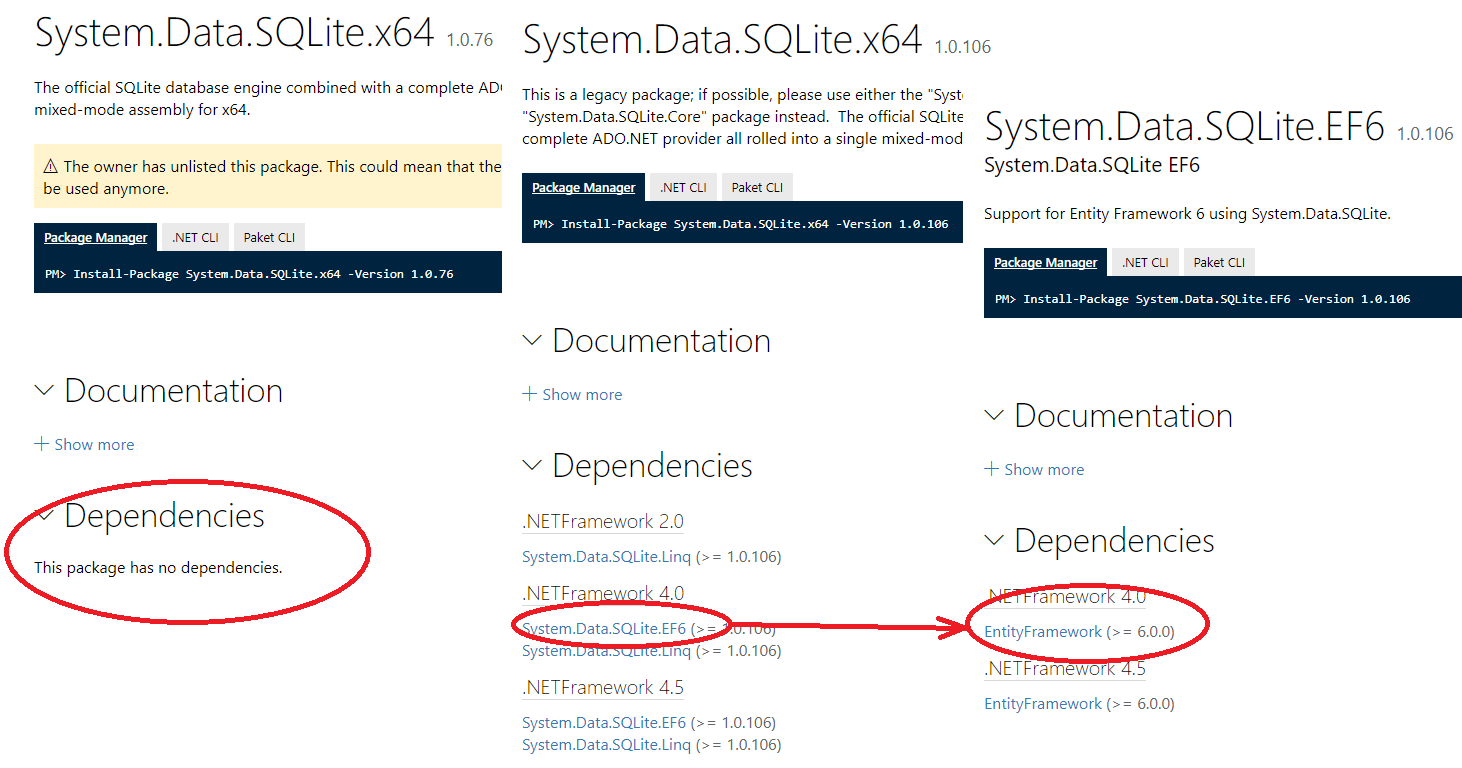 System.Data.SQLite.x64 1.0.76
The official SQLite database engine combined with a complete ADO
mixed-mode assembly for x64.
⚠ The owner has unlisted this package. This could mean that the
be used anymore.
Package Manager .NET CLI Paket CLI
PM> Install-Package System.Data.SQLite.x64 -Version 1.0.76
Documentation
+ Show more
Dependencies
This package has no dependencies.
System.Data.SQLite.x64 1.0.106
This is a legacy package; if possible, please use either the "Syst
"System.Data.SQLite.Core" package instead. The official SQLite
complete ADO.NET provider all rolled into a single mixed-mod
Package Manager .NET CLI Paket CLI
PM> Install-Package System.Data.SQLite.x64 -Version 1.0.106
Documentation
+ Show more
Dependencies
.NETFramework 2.0
System.Data.SQLite.Linq (>= 1.0.106)
.NETFramework 4.0
System.Data.SQLite.EF6 (>= 1.0.106)
System.Data.SQLite.Linq (>= 1.0.106)
.NETFramework 4.5
System.Data.SQLite.EF6 (>= 1.0.106)
System.Data.SQLite.Linq (>= 1.0.106)
System.Data.SQLite.EF6 1.0.106
System.Data.SQLite EF6
Support for Entity Framework 6 using System.Data.SQLite.
Package Manager .NET CLI Paket CLI
PM> Install-Package System.Data.SQLite.EF6 -Version 1.0.106
Documentation
+ Show more
Dependencies
.NETFramework 4.0
EntityFramework (>= 6.0.0)
.NETFramework 4.5
EntityFramework (>= 6.0.0)